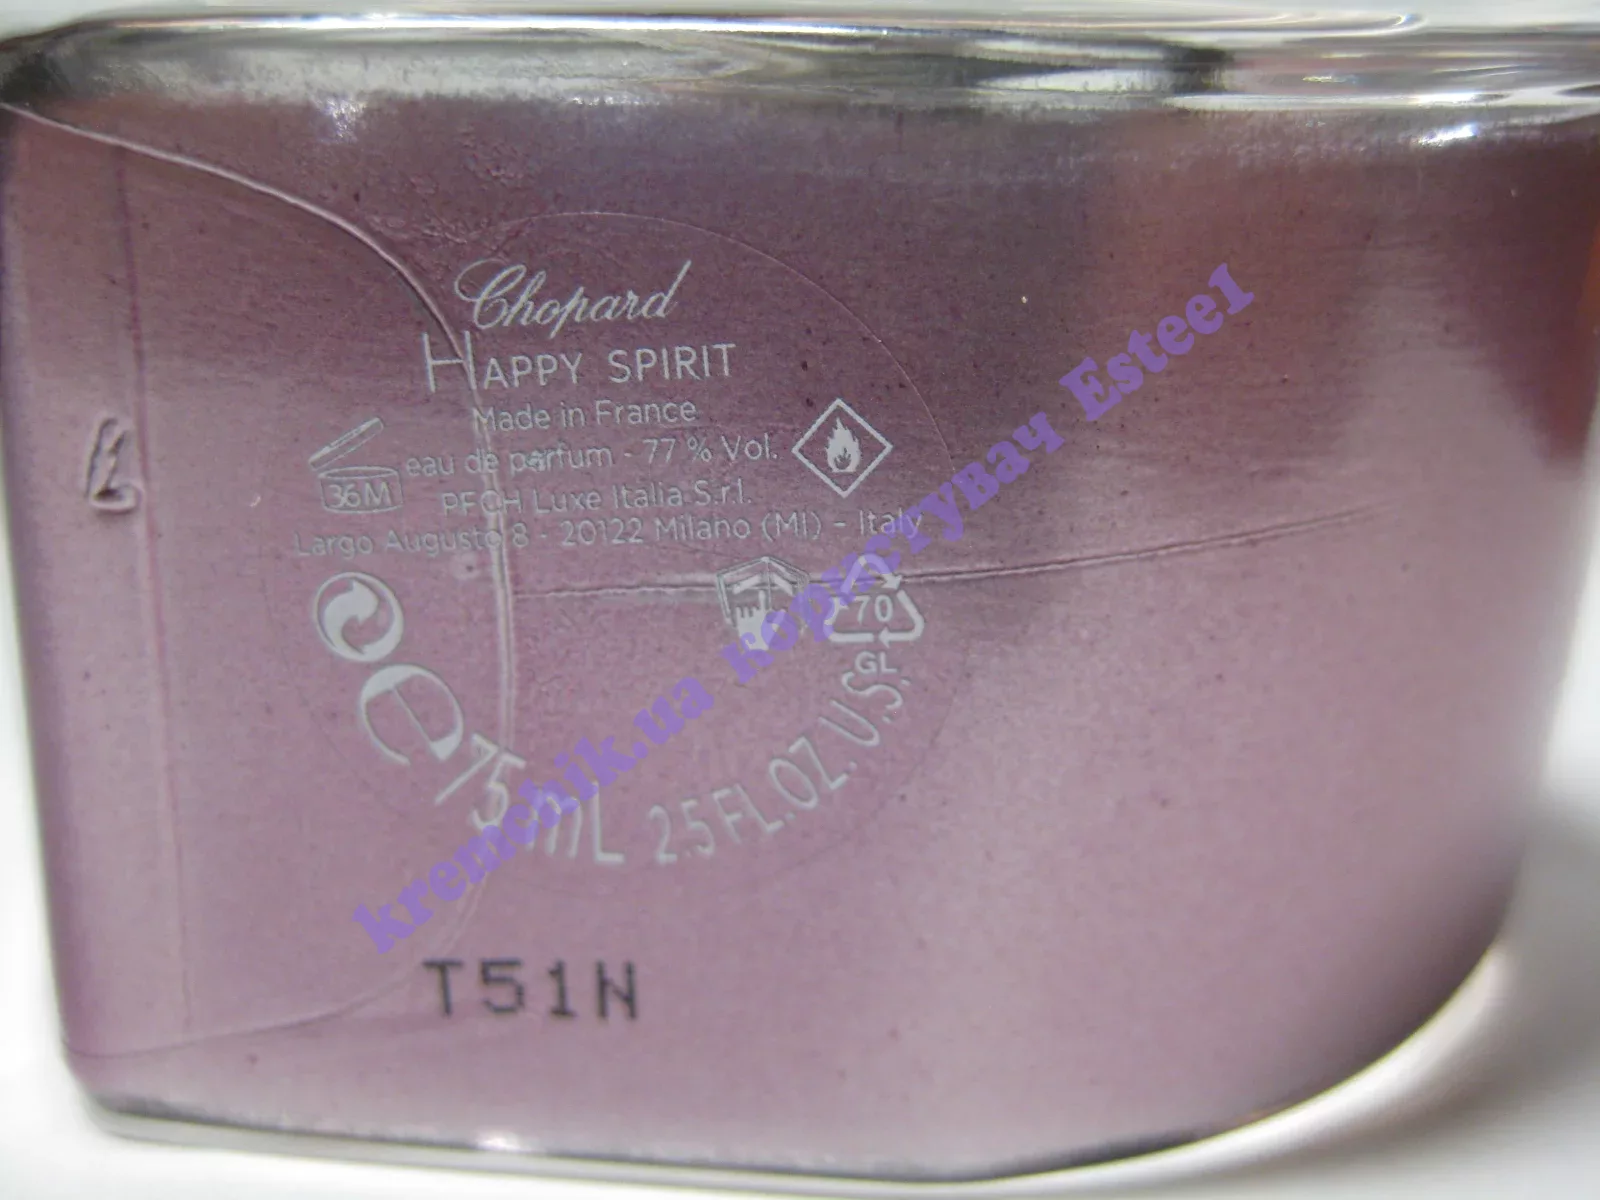 Chopard
HAPPY SPIRIT
Made in France
eau de parfum - 77 % Vol.
36M
PFCH Luxe Italia S.r.l.
Largo Augusto 8 - 20122 Milano (MI) - Italy
70
GL
e 75 mL 2.5 FL.OZ. U.S.
T51N
kremchik.ua користувач Estee1